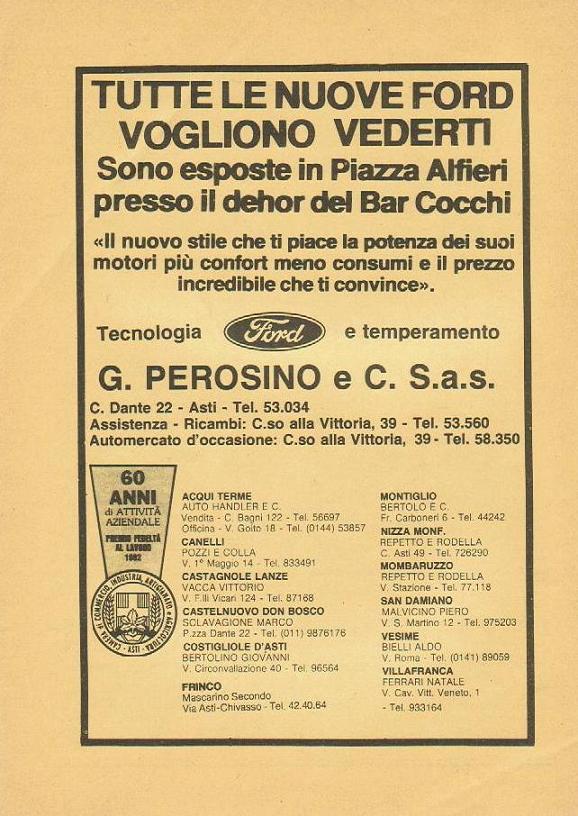 TUTTE LE NUOVE FORD
VOGLIONO VEDERTI
Sono esposte in Piazza Alfieri
presso il dehor del Bar Cocchi
«Il nuovo stile che ti piace la potenza dei suoi
motori più confort meno consumi e il prezzo
incredibile che ti convince».
Tecnologia Ford e temperamento
G. PEROSINO e C. S.a.s.
C. Dante 22 - Asti - Tel. 53.034
Assistenza - Ricambi: C.so alla Vittoria, 39 - Tel. 53.560
Automercato d'occasione: C.so alla Vittoria, 39 - Tel. 58.350
60
ANNI
di ATTIVITÀ
AZIENDALE
PREMIO FEDELTÀ
AL LAVORO
1982
CAMERA DI COMMERCIO, INDUSTRIA, ARTIGIANATO E AGRICOLTURA
- ASTI -
ACQUI TERME
AUTO HANDLER E C.
Vendita - C. Bagni 122 - Tel. 56697
Officina - V. Goito 18 - Tel. (0144) 53857
CANELLI
POZZI E COLLA
V. 1° Maggio 14 - Tel. 833491
CASTAGNOLE LANZE
VACCA VITTORIO
V. F.lli Vicari 124 - Tel. 87168
CASTELNUOVO DON BOSCO
SCLAVAGIONE MARCO
P.zza Dante 22 - Tel. (011) 9876176
COSTIGLIOLE D'ASTI
BERTOLINO GIOVANNI
V. Circonvallazione 40 - Tel. 96564
FRINCO
Mascarino Secondo
Via Asti-Chivasso - Tel. 42.40.64
MONTIGLIO
BERTOLO E C.
Fr. Carboneri 6 - Tel. 44242
NIZZA MONF.
REPETTO E RODELLA
C. Asti 49 - Tel. 726290
MOMBARUZZO
REPETTO E RODELLA
V. Stazione - Tel. 77.118
SAN DAMIANO
MALVICINO PIERO
V. S. Martino 12 - Tel. 975203
VESIME
BIELLI ALDO
V. Roma - Tel. (0141) 89059
VILLAFRANCA
FERRARI NATALE
V. Cav. Vitt. Veneto, 1
- Tel. 933164